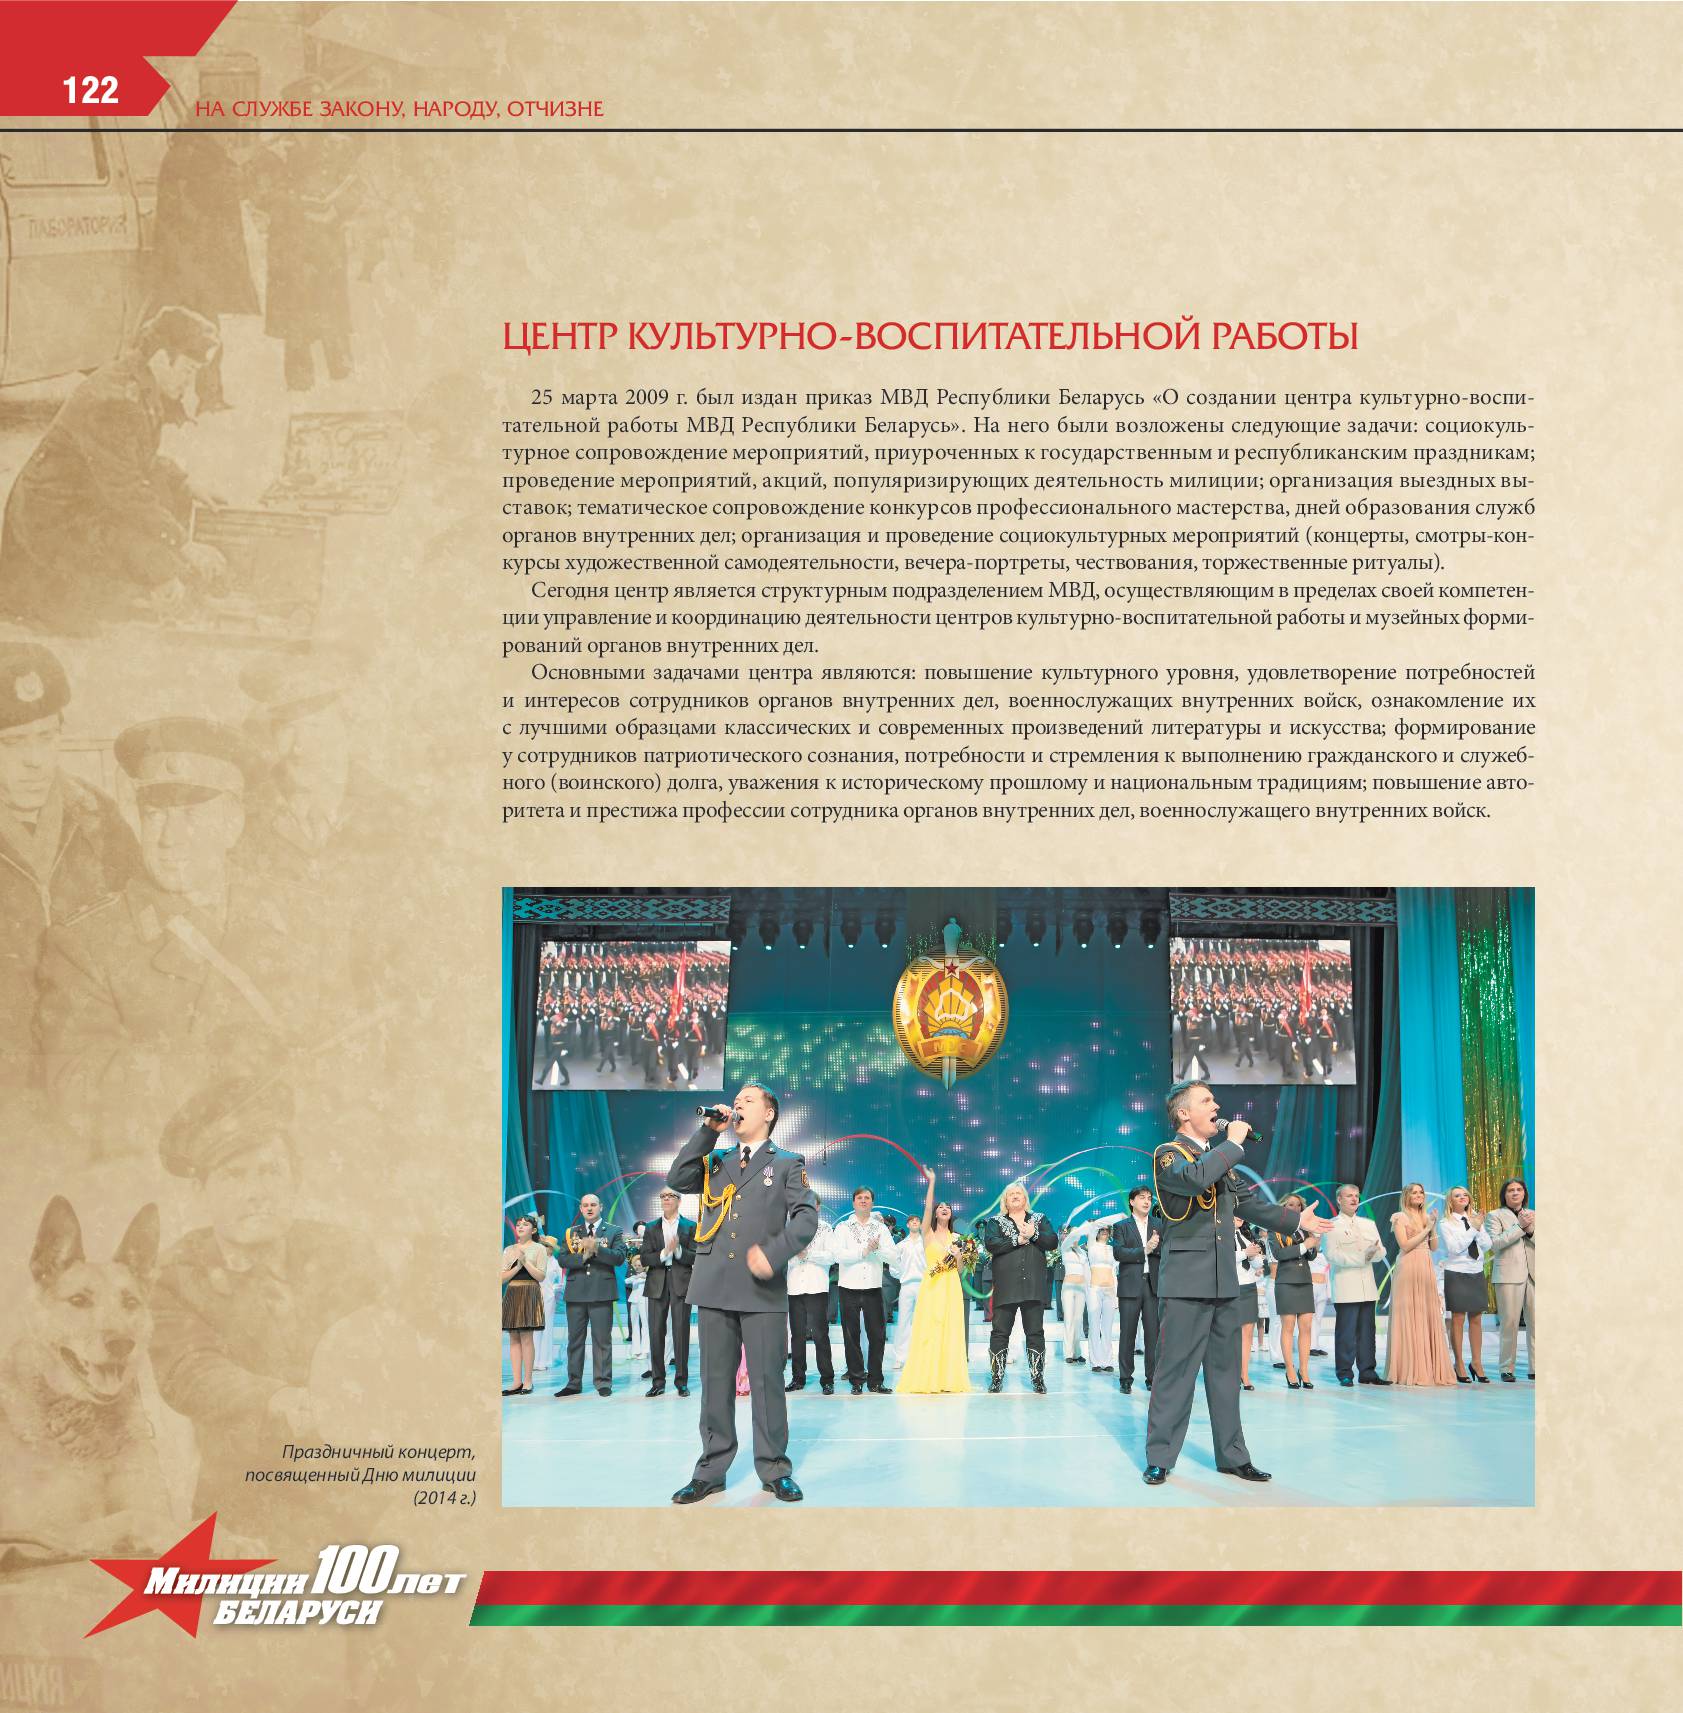 122
НА СЛУЖБЕ ЗАКОНУ, НАРОДУ, ОТЧИЗНЕ
ЛАБОРАТОРИЯ
ЦЕНТР КУЛЬТУРНО-ВОСПИТАТЕЛЬНОЙ РАБОТЫ
25 марта 2009 г. был издан приказ МВД Республики Беларусь «О создании центра культурно-воспи-
тательной работы МВД Республики Беларусь». На него были возложены следующие задачи: социокуль-
турное сопровождение мероприятий, приуроченных к государственным и республиканским праздникам;
проведение мероприятий, акций, популяризирующих деятельность милиции; организация выездных вы-
ставок; тематическое сопровождение конкурсов профессионального мастерства, дней образования служб
органов внутренних дел; организация и проведение социокультурных мероприятий (концерты, смотры-кон-
курсы художественной самодеятельности, вечера-портреты, чествования, торжественные ритуалы).
Сегодня центр является структурным подразделением МВД, осуществляющим в пределах своей компетен-
ции управление и координацию деятельности центров культурно-воспитательной работы и музейных форми-
рований органов внутренних дел.
Основными задачами центра являются: повышение культурного уровня, удовлетворение потребностей
и интересов сотрудников органов внутренних дел, военнослужащих внутренних войск, ознакомление их
с лучшими образцами классических и современных произведений литературы и искусства; формирование
у сотрудников патриотического сознания, потребности и стремления к выполнению гражданского и служеб-
ного (воинского) долга, уважения к историческому прошлому и национальным традициям; повышение авто-
ритета и престижа профессии сотрудника органов внутренних дел, военнослужащего внутренних войск.
Праздничный концерт,
посвященный Дню милиции
(2014 г.)
Милиции 100 лет
БЕЛАРУСИ